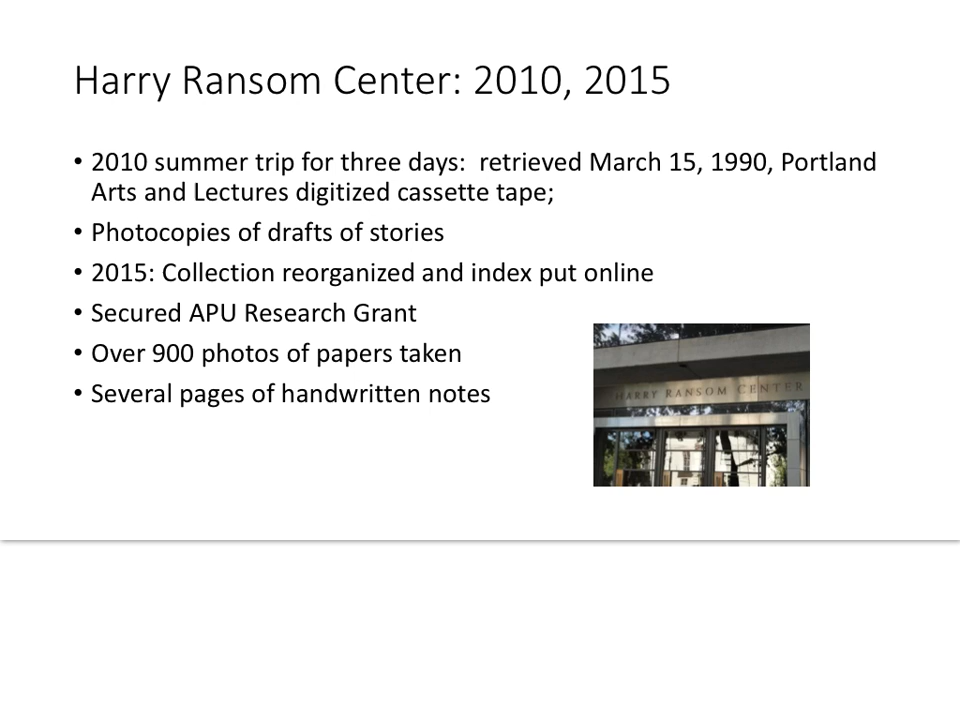 Harry Ransom Center: 2010, 2015
• 2010 summer trip for three days:  retrieved March 15, 1990, Portland
Arts and Lectures digitized cassette tape;
• Photocopies of drafts of stories
• 2015: Collection reorganized and index put online
• Secured APU Research Grant
• Over 900 photos of papers taken
• Several pages of handwritten notes
HARRY RANSOM CENTER